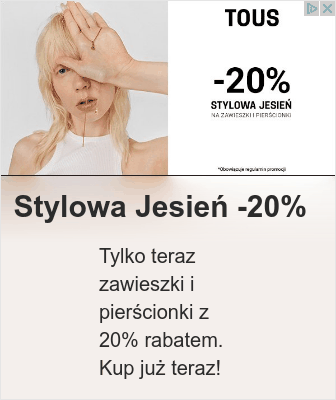 TOUS
-20%
STYLOWA JESIEŃ
NA ZAWIESZKI I PIERŚCIONKI
*Obowiązuje regulamin promocji
Stylowa Jesień -20%
Tylko teraz
zawieszki i
pierścionki z
20% rabatem.
Kup już teraz!